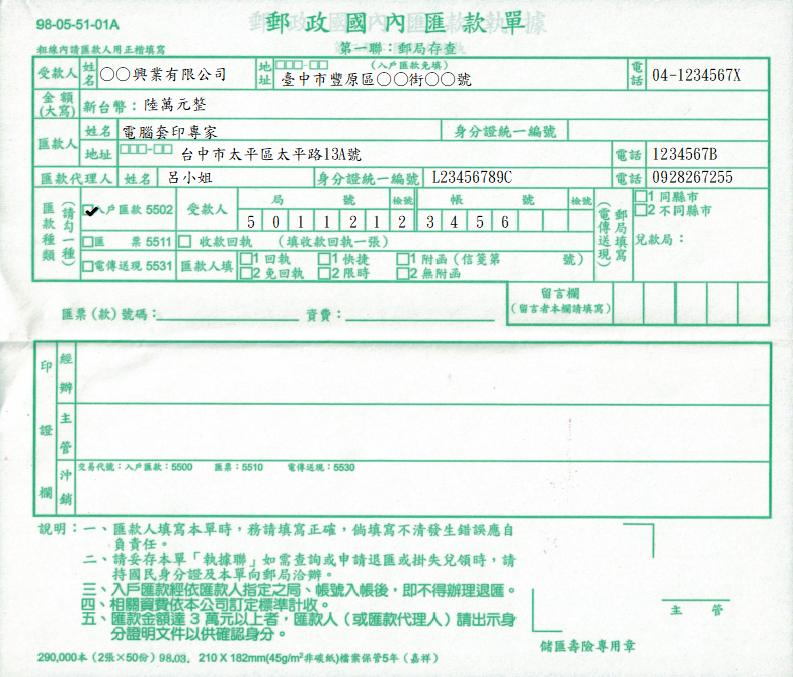 98-05-51-01A
郵政國內匯款單
粗線內請匯款人用正楷填寫
第一聯：郵局存查
受款人 姓名 ○○興業有限公司 地址 □□□-□□ （入戶匯款免填） 臺中市豐原區○○街○○號 電話 04-1234567X
金額(大寫) 新台幣：陸萬元整
匯款人 姓名 電腦套印專家 身分證統一編號
地址 □□□-□□ 台中市太平區太平路13A號 電話 1234567B
匯款代理人 姓名 呂小姐 身分證統一編號 L23456789C 電話 0928267255
匯款種類 （請勾一種） ✓入戶匯款 5502 受款人 局號 檢號 帳號 檢號
5 0 1 1 2 1 2 3 4 5 6
（電傳送現） 郵局填寫 □1 同縣市
□2 不同縣市
兌款局：
□匯票 5511 □ 收款回執 （填收款回執一張）
□電傳送現 5531 匯款人填 □1 回執 □1 快捷 □1 附函（信箋第 號）
□2 免回執 □2 限時 □2 無附函
匯票(款)號碼： 資費：
留言欄
（留言者本欄請填寫）
印證欄
經辦
主管
沖銷
交易代號：入戶匯款：5500 匯票：5510 電傳送現：5530
說明：一、匯款人填寫本單時，務請填寫正確，倘填寫不清發生錯誤應自
負責任。
二、請妥存本單「執據聯」如需查詢或申請退匯或掛失兌領時，請
持國民身分證及本單向郵局洽辦。
三、入戶匯款經依匯款人指定之局、帳號入帳後，即不得辦理退匯。
四、相關資費依本公司訂定標準計收。
五、匯款金額達 3 萬元以上者，匯款人（或匯款代理人）請出示身
分證明文件以供確認身分。
主管
儲匯壽險專用章
290,000本（2張×50份）98.03. 210 X 182mm(45g/m²非碳紙)檔案保管5年（嘉祥）